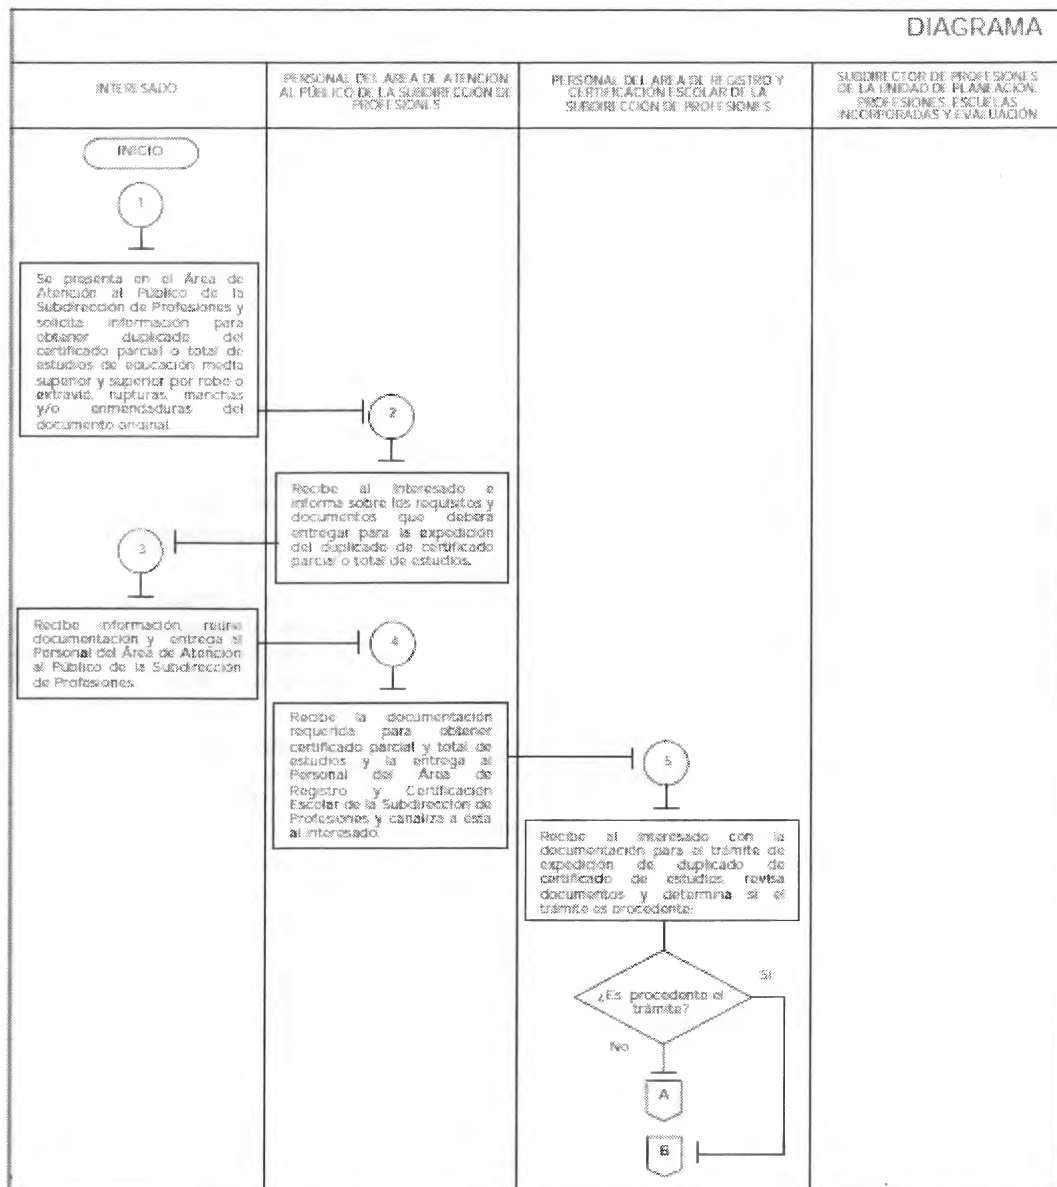 DIAGRAMA
INTERESADO
PERSONAL DEL AREA DE ATENCIÓN
AL PÚBLICO DE LA SUBDIRECCIÓN DE
PROFESIONES
PERSONAL DEL AREA DE REGISTRO Y
CERTIFICACIÓN ESCOLAR DE LA
SUBDIRECCIÓN DE PROFESIONES
SUBDIRECTOR DE PROFESIONES
DE LA UNIDAD DE PLANEACIÓN,
PROFESIONES, ESCUELAS
INCORPORADAS Y EVALUACIÓN
INICIO
1
Se presenta en el Área de
Atención al Público de la
Subdirección de Profesiones y
solicita información para
obtener duplicado del
certificado parcial o total de
estudios de educación media
superior y superior por robo o
extravió, rupturas, manchas
y/o enmendaduras del
documento original.
2
Recibe al Interesado e
informa sobre los requisitos y
documentos que deberá
entregar para la expedición
del duplicado de certificado
parcial o total de estudios.
3
Recibe información, reúne
documentación y entrega al
Personal del Área de Atención
al Público de la Subdirección
de Profesiones.
4
Recibe la documentación
requerida para obtener
certificado parcial y total de
estudios y la entrega al
Personal del Área de
Registro y Certificación
Escolar de la Subdirección de
Profesiones y canaliza a ésta
al interesado.
5
Recibe al Interesado con la
documentación para el trámite de
expedición de duplicado de
certificado de estudios, revisa
documentos y determina si el
trámite es procedente:
¿Es procedente el
trámite?
Si
No
A
B